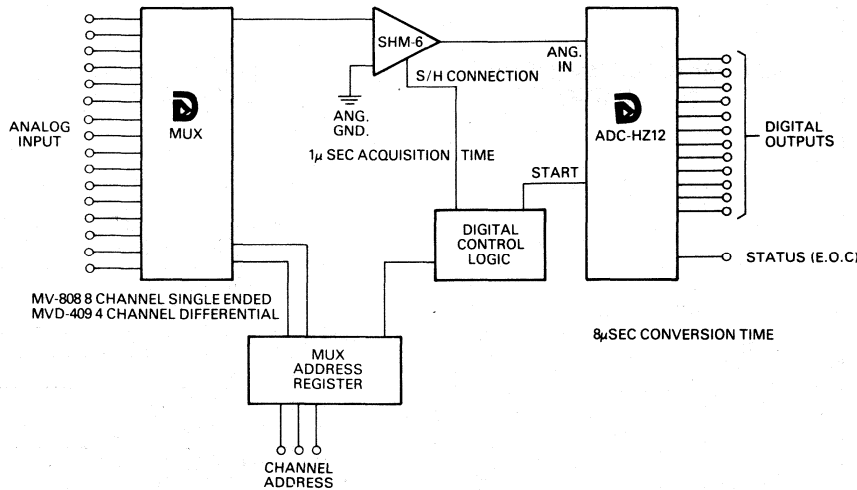 SHM-6
ANG.
IN
S/H CONNECTION
MUX
ANG.
GND.
ADC-HZ12
ANALOG
INPUT
DIGITAL
OUTPUTS
1μ SEC ACQUISITION TIME
START
DIGITAL
CONTROL
LOGIC
STATUS (E.O.C)
MV-808 8 CHANNEL SINGLE ENDED
MVD-409 4 CHANNEL DIFFERENTIAL
8μSEC CONVERSION TIME
MUX
ADDRESS
REGISTER
CHANNEL
ADDRESS